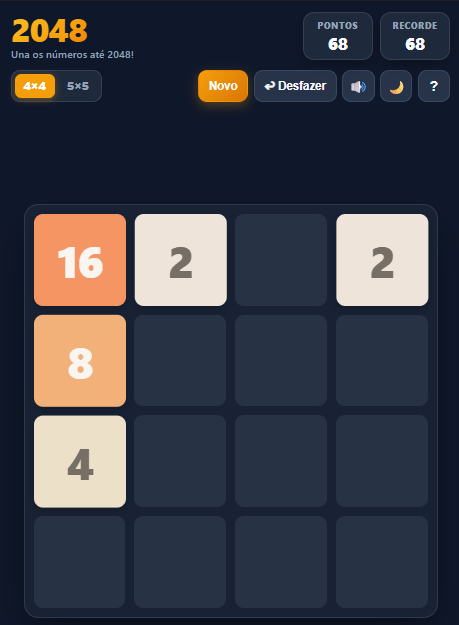 2048
Una os números até 2048!
PONTOS
68
RECORDE
68
4×4 5×5
Novo
↩ Desfazer
?
16 2 2
8
4